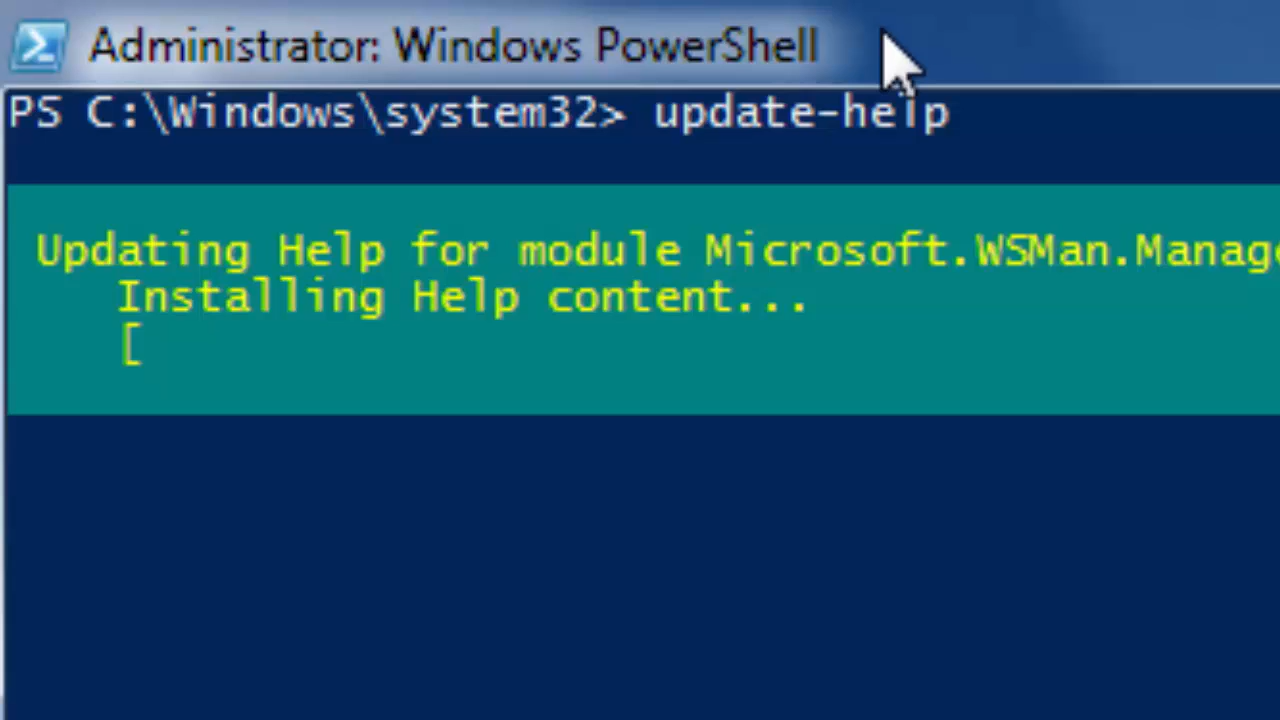 Administrator: Windows PowerShell
PS C:\Windows\system32> update-help
Updating Help for module Microsoft.WSMan.Manage
Installing Help content...
[